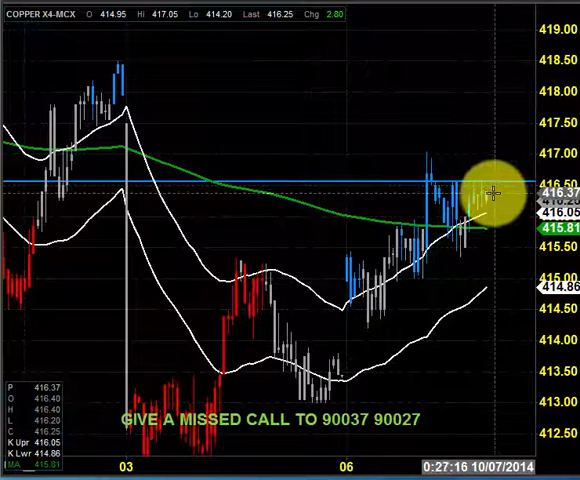 COPPER X4-MCX O 414.95 Hi 417.05 Lo 414.20 Last 416.25 Chg 2.80
419.00
418.50
418.00
417.50
417.00
416.50
416.37
416.05
415.81
415.50
415.00
414.86
414.50
414.00
413.50
413.00
412.50
P 416.37
O 416.40
H 416.40
L 416.20
C 416.25
K Upr 416.05
K Lwr 414.86
MA 415.81
GIVE A MISSED CALL TO 90037 90027
03 06 0:27:16 10/07/2014